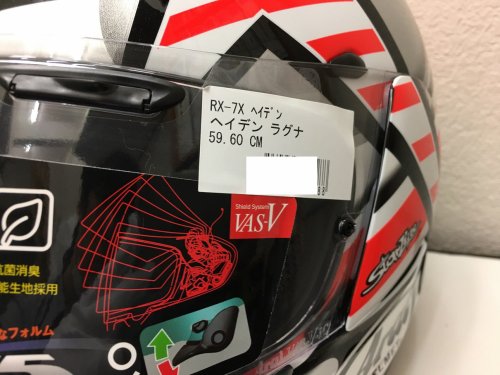 RX-7X ﾍｲﾃﾞﾝ
ヘイデン ラグナ
59.60 CM
Shield System
VAS-V
抗菌消臭
能生地採用
なフォルム